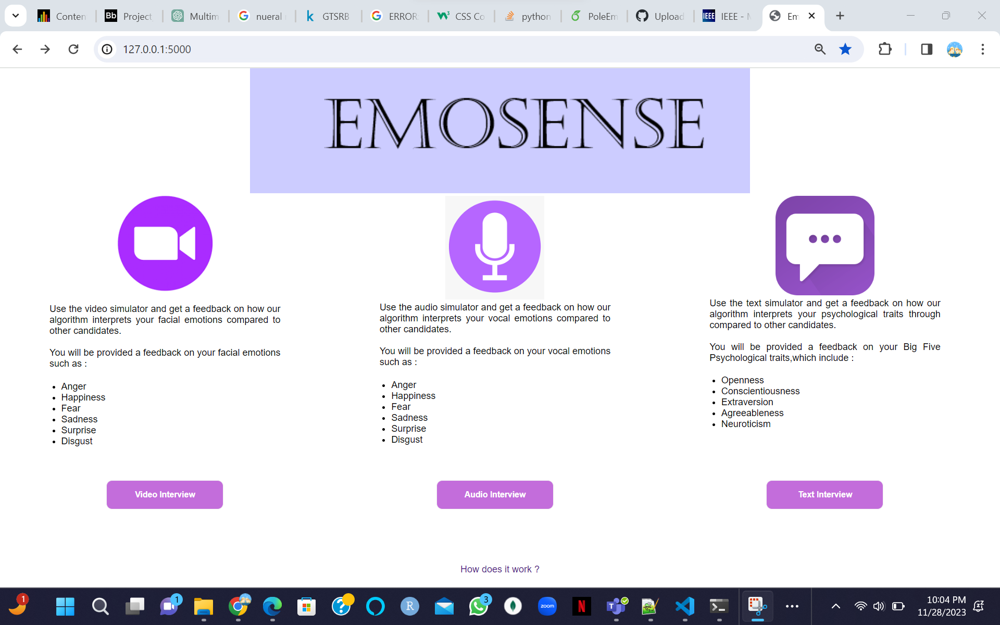 Conten
Bb Project
Multim
nueral
k GTSRB
ERROR
W3 CSS Co
python
PoleEm
Upload
IEEE IEEE - M
Em
127.0.0.1:5000
EMOSENSE
Use the video simulator and get a feedback on how our
algorithm interprets your facial emotions compared to
other candidates.
You will be provided a feedback on your facial emotions
such as :
Anger
Happiness
Fear
Sadness
Surprise
Disgust
Video Interview
Use the audio simulator and get a feedback on how our
algorithm interprets your vocal emotions compared to
other candidates.
You will be provided a feedback on your vocal emotions
such as :
Anger
Happiness
Fear
Sadness
Surprise
Disgust
Audio Interview
Use the text simulator and get a feedback on how our
algorithm interprets your psychological traits through
compared to other candidates.
You will be provided a feedback on your Big Five
Psychological traits,which include :
Openness
Conscientiousness
Extraversion
Agreeableness
Neuroticism
Text Interview
How does it work ?
1
1
?
R
3
zoom
N
T
10:04 PM
11/28/2023